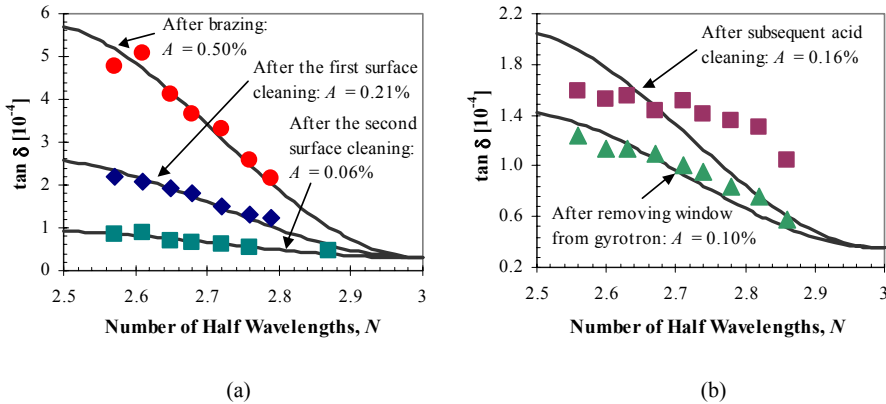 After brazing:
A = 0.50%
After the first surface
cleaning: A = 0.21%
After the second
surface cleaning:
A = 0.06%
tan δ [10⁻⁴]
6
5
4
3
2
1
0
2.5 2.6 2.7 2.8 2.9 3
Number of Half Wavelengths, N
(a)
After subsequent acid
cleaning: A = 0.16%
After removing window
from gyrotron: A = 0.10%
tan δ [10⁻⁴]
2.2
1.8
1.4
1.0
0.6
0.2
2.5 2.6 2.7 2.8 2.9 3
Number of Half Wavelengths, N
(b)